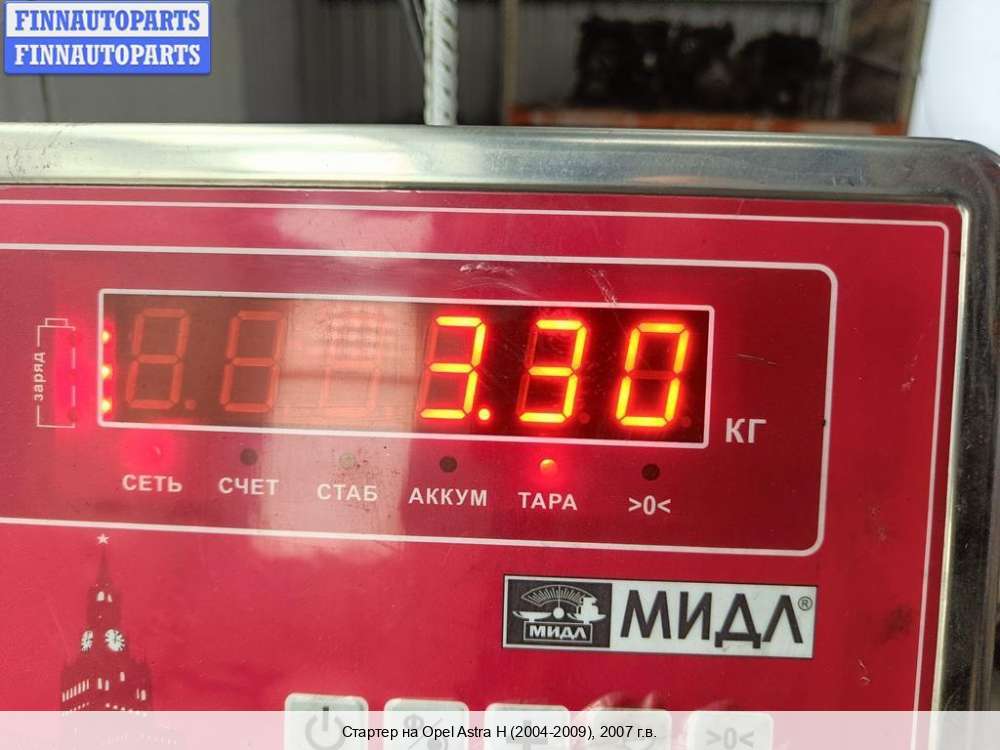 FINNAUTOPARTS
FINNAUTOPARTS
заряд
3.30
КГ
СЕТЬ СЧЕТ СТАБ АККУМ ТАРА >0<
МИДЛ МИДЛ®
>0<
Стартер на Opel Astra H (2004-2009), 2007 г.в.